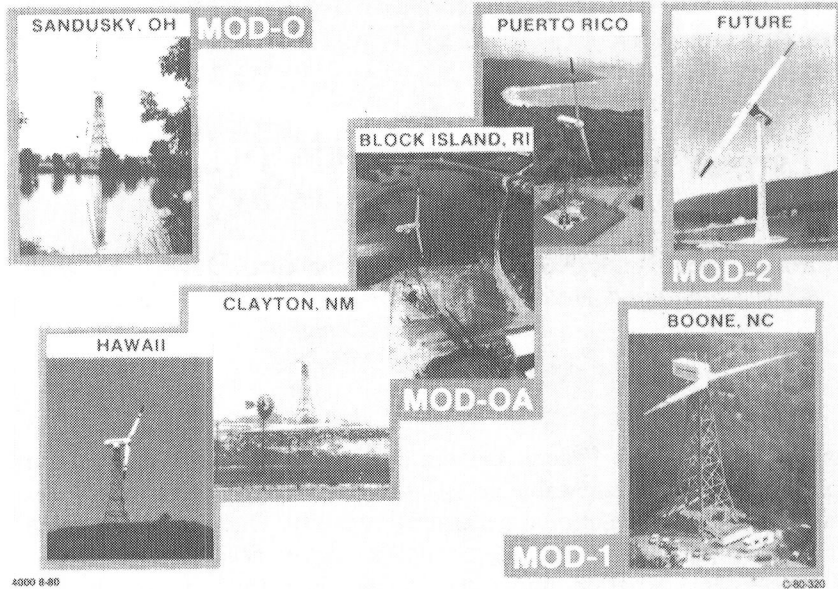 SANDUSKY, OH
MOD-O
PUERTO RICO
FUTURE
BLOCK ISLAND, RI
MOD-2
CLAYTON, NM
BOONE, NC
HAWAII
MOD-OA
MOD-1
4000 8-80
C-80-320